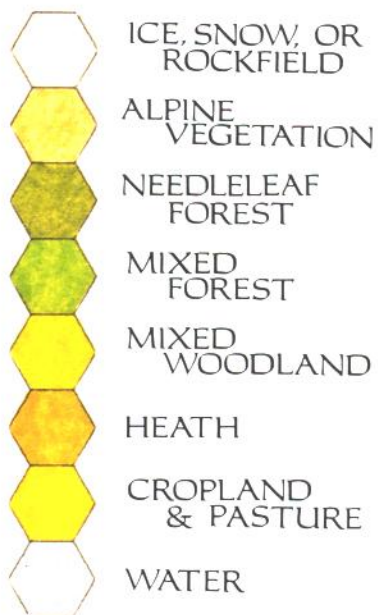 ICE, SNOW, OR
ROCKFIELD
ALPINE
VEGETATION
NEEDLELEAF
FOREST
MIXED
FOREST
MIXED
WOODLAND
HEATH
CROPLAND
& PASTURE
WATER